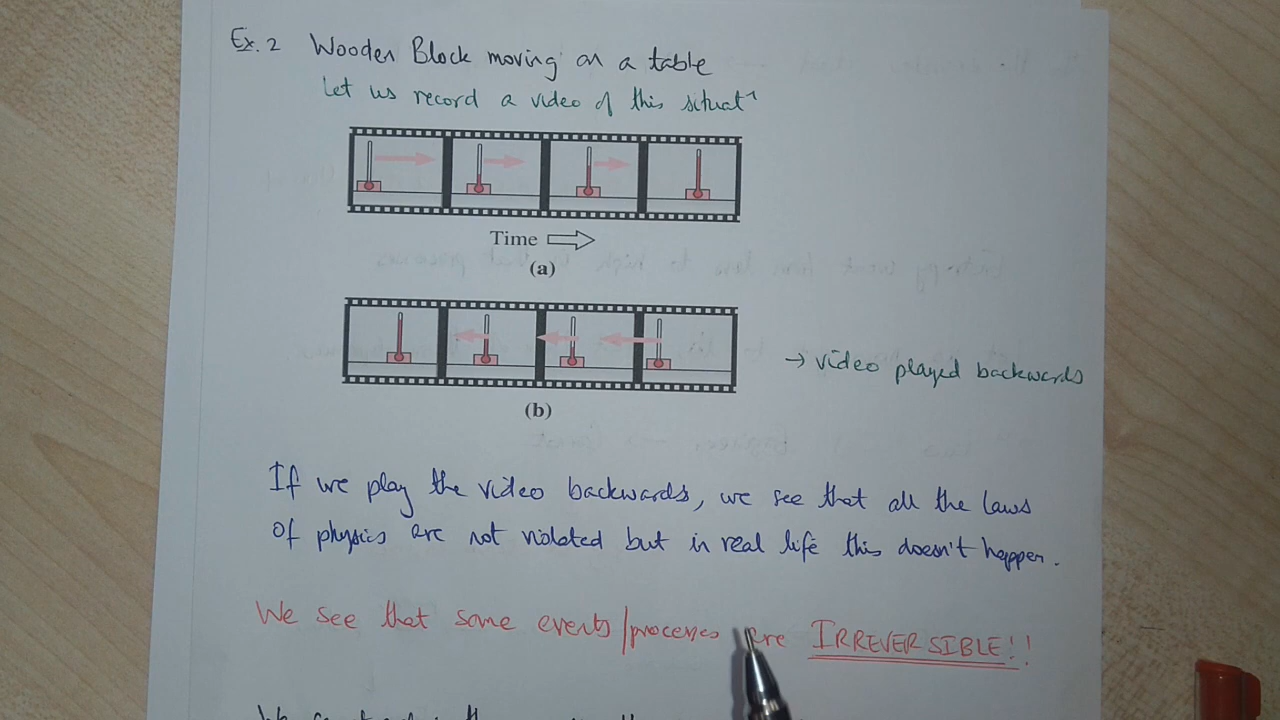 Ex. 2 Wooden Block moving on a table
Let us record a video of this situatⁿ
Time
(a)
→ video played backwards
(b)
If we play the video backwards, we see that all the laws
of physics are not violated but in real life this doesn't happen.
We see that some events/processes are IRREVERSIBLE!!